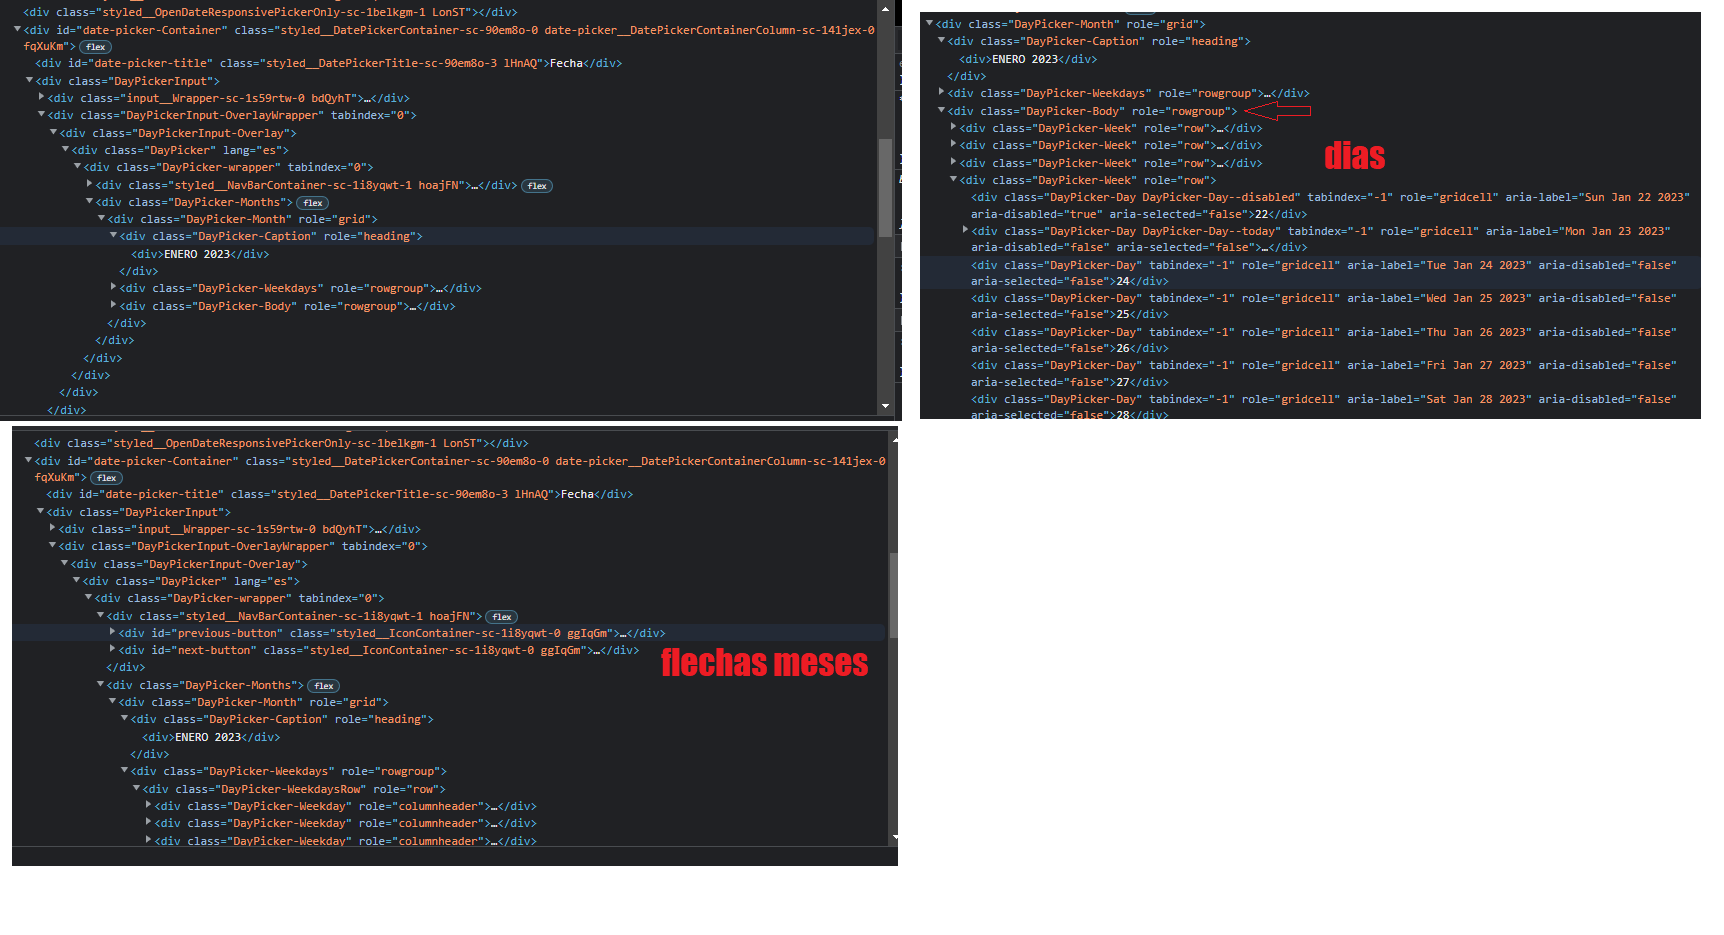 <div class="styled__OpenDateResponsivePickerOnly-sc-1belkgm-1 LonST"></div>
<div id="date-picker-Container" class="styled__DatePickerContainer-sc-90em8o-0 date-picker__DatePickerContainerColumn-sc-141jex-0
fqXuKm"> flex
<div id="date-picker-title" class="styled__DatePickerTitle-sc-90em8o-3 lHnAQ">Fecha</div>
<div class="DayPickerInput">
<div class="input__Wrapper-sc-1s59rtw-0 bdQyhT">…</div>
<div class="DayPickerInput-OverlayWrapper" tabindex="0">
<div class="DayPickerInput-Overlay">
<div class="DayPicker" lang="es">
<div class="DayPicker-wrapper" tabindex="0">
<div class="styled__NavBarContainer-sc-1i8yqwt-1 hoajFN">…</div> flex
<div class="DayPicker-Months"> flex
<div class="DayPicker-Month" role="grid">
<div class="DayPicker-Caption" role="heading">
<div>ENERO 2023</div>
</div>
<div class="DayPicker-Weekdays" role="rowgroup">…</div>
<div class="DayPicker-Body" role="rowgroup">…</div>
</div>
</div>
</div>
</div>
</div>
</div>
<div class="DayPicker-Month" role="grid">
<div class="DayPicker-Caption" role="heading">
<div>ENERO 2023</div>
</div>
<div class="DayPicker-Weekdays" role="rowgroup">…</div>
<div class="DayPicker-Body" role="rowgroup">
<div class="DayPicker-Week" role="row">…</div>
<div class="DayPicker-Week" role="row">…</div>
<div class="DayPicker-Week" role="row">…</div>
dias
<div class="DayPicker-Week" role="row">
<div class="DayPicker-Day DayPicker-Day--disabled" tabindex="-1" role="gridcell" aria-label="Sun Jan 22 2023"
aria-disabled="true" aria-selected="false">22</div>
<div class="DayPicker-Day DayPicker-Day--today" tabindex="-1" role="gridcell" aria-label="Mon Jan 23 2023"
aria-disabled="false" aria-selected="false">…</div>
<div class="DayPicker-Day" tabindex="-1" role="gridcell" aria-label="Tue Jan 24 2023" aria-disabled="false"
aria-selected="false">24</div>
<div class="DayPicker-Day" tabindex="-1" role="gridcell" aria-label="Wed Jan 25 2023" aria-disabled="false"
aria-selected="false">25</div>
<div class="DayPicker-Day" tabindex="-1" role="gridcell" aria-label="Thu Jan 26 2023" aria-disabled="false"
aria-selected="false">26</div>
<div class="DayPicker-Day" tabindex="-1" role="gridcell" aria-label="Fri Jan 27 2023" aria-disabled="false"
aria-selected="false">27</div>
<div class="DayPicker-Day" tabindex="-1" role="gridcell" aria-label="Sat Jan 28 2023" aria-disabled="false"
aria-selected="false">28</div>
<div class="styled__OpenDateResponsivePickerOnly-sc-1belkgm-1 LonST"></div>
<div id="date-picker-Container" class="styled__DatePickerContainer-sc-90em8o-0 date-picker__DatePickerContainerColumn-sc-141jex-0
fqXuKm"> flex
<div id="date-picker-title" class="styled__DatePickerTitle-sc-90em8o-3 lHnAQ">Fecha</div>
<div class="DayPickerInput">
<div class="input__Wrapper-sc-1s59rtw-0 bdQyhT">…</div>
<div class="DayPickerInput-OverlayWrapper" tabindex="0">
<div class="DayPickerInput-Overlay">
<div class="DayPicker" lang="es">
<div class="DayPicker-wrapper" tabindex="0">
<div class="styled__NavBarContainer-sc-1i8yqwt-1 hoajFN"> flex
<div id="previous-button" class="styled__IconContainer-sc-1i8yqwt-0 ggIqGm">…</div>
<div id="next-button" class="styled__IconContainer-sc-1i8yqwt-0 ggIqGm">…</div>
flechas meses
</div>
<div class="DayPicker-Months"> flex
<div class="DayPicker-Month" role="grid">
<div class="DayPicker-Caption" role="heading">
<div>ENERO 2023</div>
</div>
<div class="DayPicker-Weekdays" role="rowgroup">
<div class="DayPicker-WeekdaysRow" role="row">
<div class="DayPicker-Weekday" role="columnheader">…</div>
<div class="DayPicker-Weekday" role="columnheader">…</div>
<div class="DayPicker-Weekday" role="columnheader">…</div>